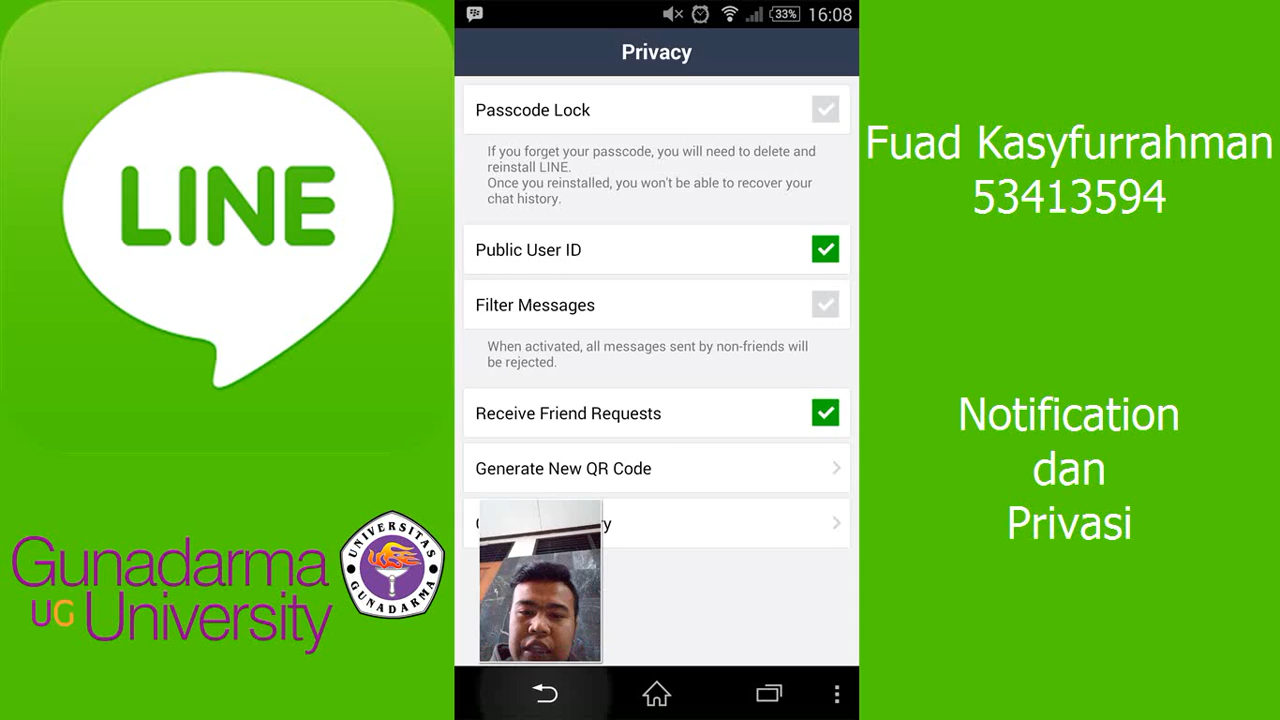 LINE
Gunadarma
UG University
UNIVERSITAS
GUNADARMA
33% 16:08
Privacy
Passcode Lock
If you forget your passcode, you will need to delete and
reinstall LINE.
Once you reinstalled, you won't be able to recover your
chat history.
Public User ID
Filter Messages
When activated, all messages sent by non-friends will
be rejected.
Receive Friend Requests
Generate New QR Code
Fuad Kasyfurrahman
53413594
Notification
dan
Privasi